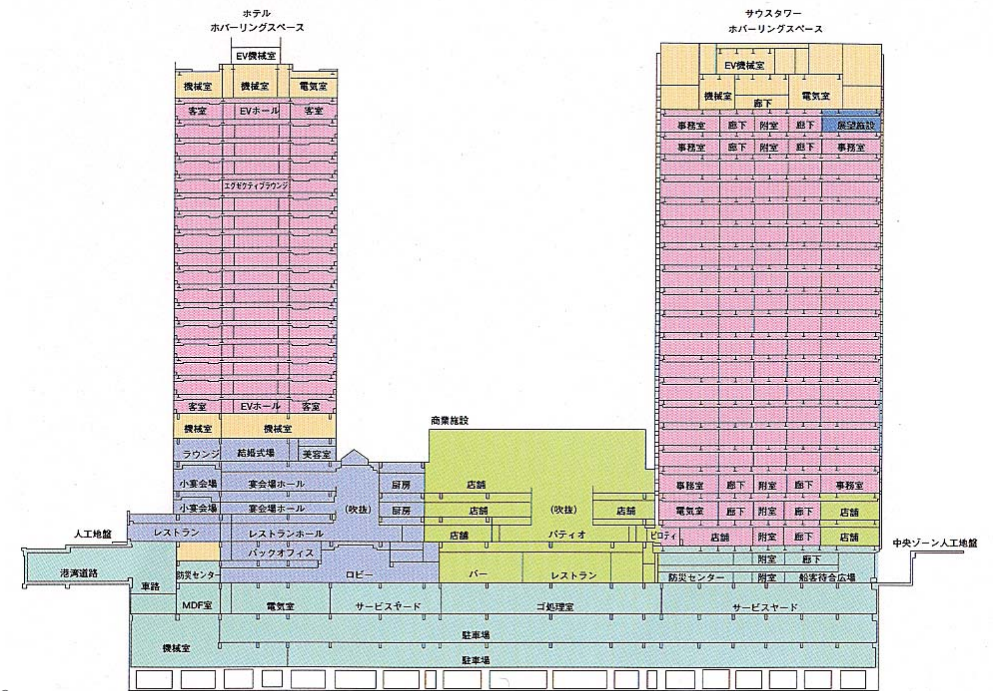 ホテル
ホバーリングスペース
サウスタワー
ホバーリングスペース
EV機械室
EV機械室
機械室 機械室 電気室
機械室 廊下 電気室
客室 EVホール 客室
事務室 廊下 附室 廊下 展望施設
事務室 廊下 附室 廊下 事務室
エグゼクティブラウンジ
客室 EVホール 客室
機械室 機械室
商業施設
ラウンジ 結婚式場 美容室
小宴会場 宴会場ホール 厨房 店舗
事務室 廊下 附室 廊下 事務室
小宴会場 宴会場ホール (吹抜) 厨房 店舗 (吹抜) 店舗
電気室 廊下 附室 廊下 店舗
レストラン レストランホール 店舗 パティオ ピロティ 店舗 附室 廊下 店舗
人工地盤
中央ゾーン人工地盤
バックオフィス
附室 廊下
港湾道路 車路 防災センター ロビー バー レストラン 防災センター 附室 船客待合広場
MDF室 電気室 サービスヤード ゴ処理室 サービスヤード
機械室 駐車場
駐車場